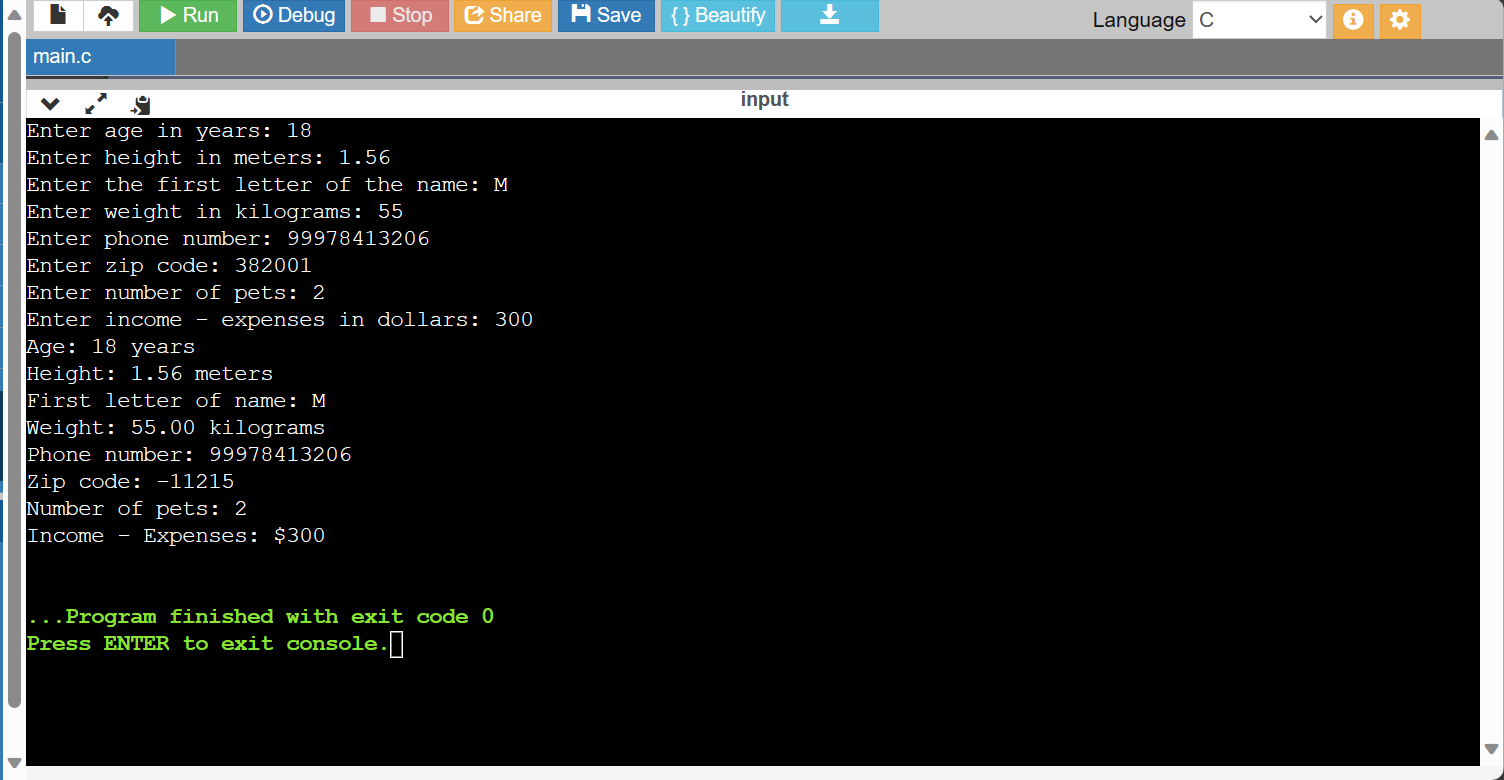 Run Debug Stop Share Save { } Beautify Language C
main.c
input
Enter age in years: 18
Enter height in meters: 1.56
Enter the first letter of the name: M
Enter weight in kilograms: 55
Enter phone number: 99978413206
Enter zip code: 382001
Enter number of pets: 2
Enter income - expenses in dollars: 300
Age: 18 years
Height: 1.56 meters
First letter of name: M
Weight: 55.00 kilograms
Phone number: 99978413206
Zip code: -11215
Number of pets: 2
Income - Expenses: $300
...Program finished with exit code 0
Press ENTER to exit console.